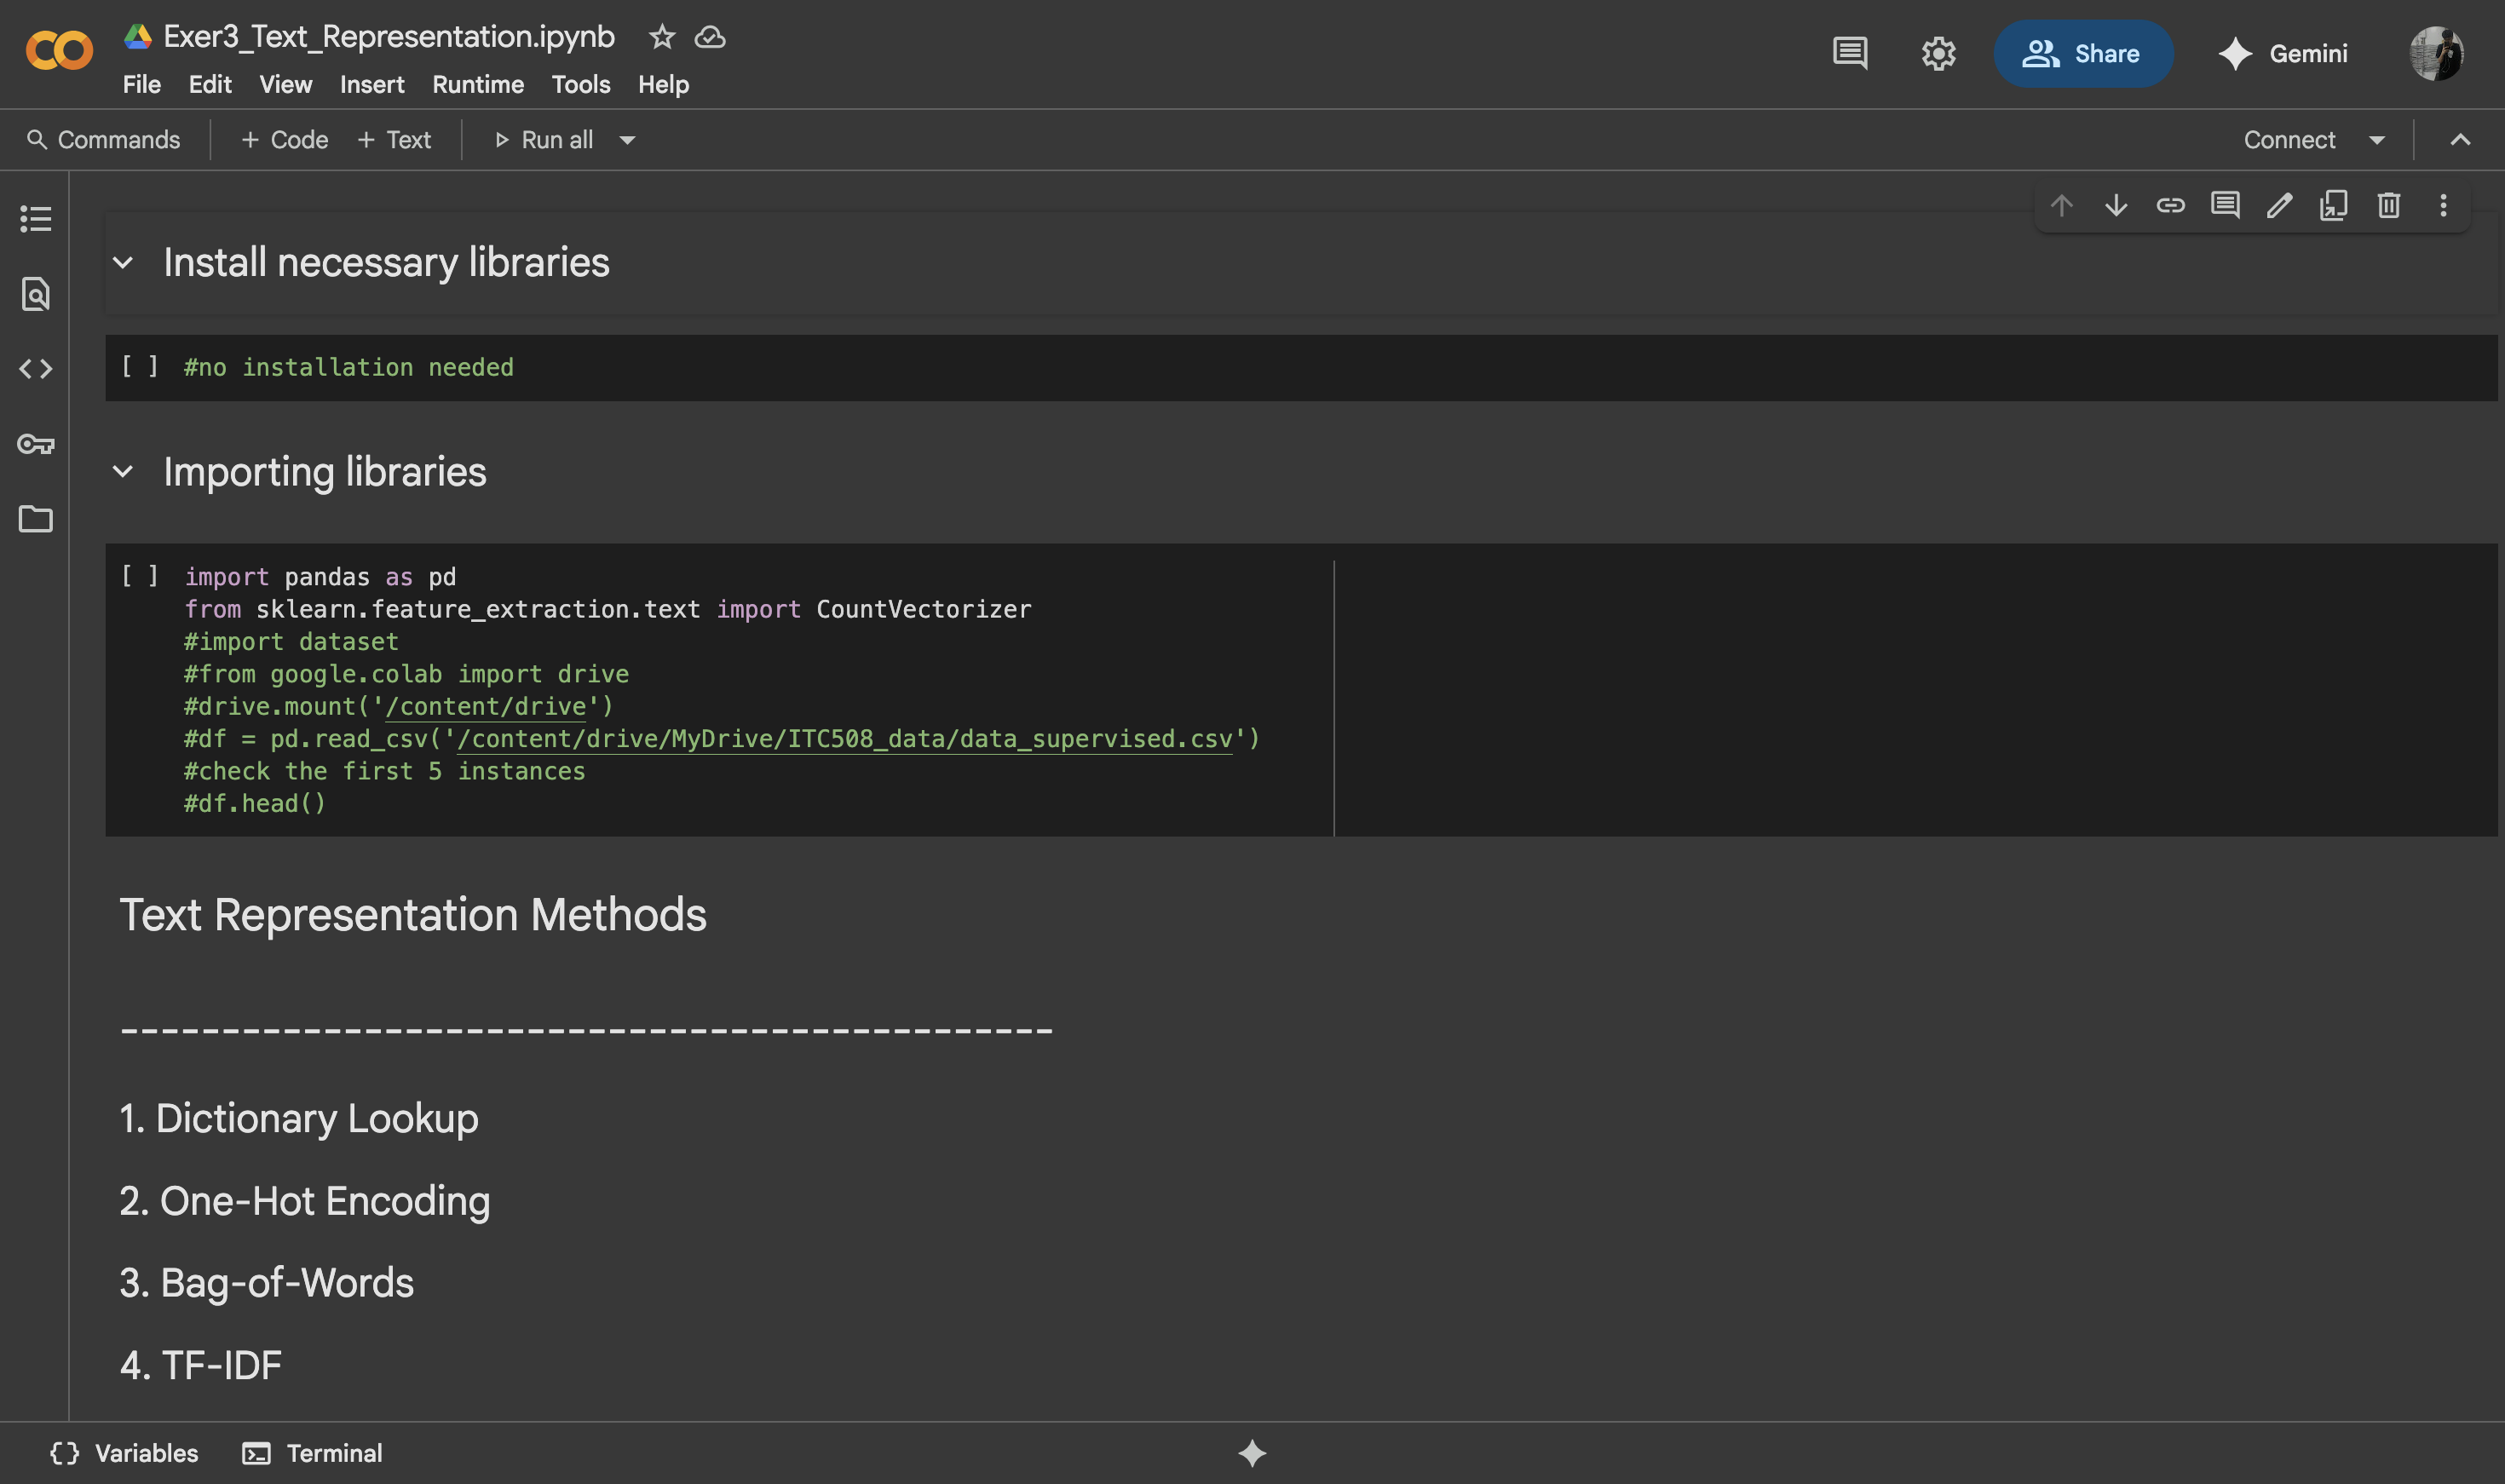 Exer3_Text_Representation.ipynb
File Edit View Insert Runtime Tools Help
Share
Gemini
Commands + Code + Text Run all
Connect
Install necessary libraries
[ ] #no installation needed
Importing libraries
[ ] import pandas as pd
from sklearn.feature_extraction.text import CountVectorizer
#import dataset
#from google.colab import drive
#drive.mount('/content/drive')
#df = pd.read_csv('/content/drive/MyDrive/ITC508_data/data_supervised.csv')
#check the first 5 instances
#df.head()
Text Representation Methods
-----------------------------------------------
1. Dictionary Lookup
2. One-Hot Encoding
3. Bag-of-Words
4. TF-IDF
Variables Terminal